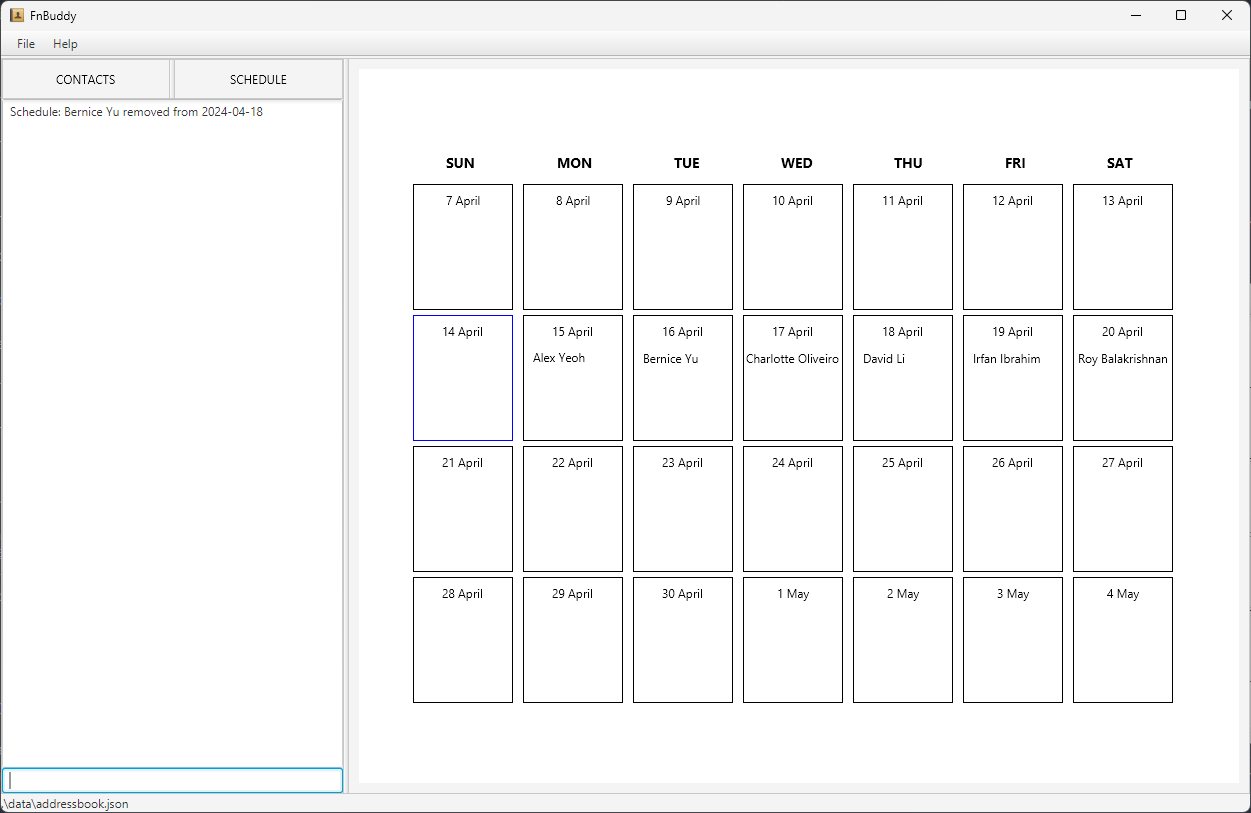 FnBuddy
File Help
CONTACTS SCHEDULE
Schedule: Bernice Yu removed from 2024-04-18
SUN MON TUE WED THU FRI SAT
7 April 8 April 9 April 10 April 11 April 12 April 13 April
14 April 15 April 16 April 17 April 18 April 19 April 20 April
Alex Yeoh Bernice Yu Charlotte Oliveiro David Li Irfan Ibrahim Roy Balakrishnan
21 April 22 April 23 April 24 April 25 April 26 April 27 April
28 April 29 April 30 April 1 May 2 May 3 May 4 May
.\data\addressbook.json